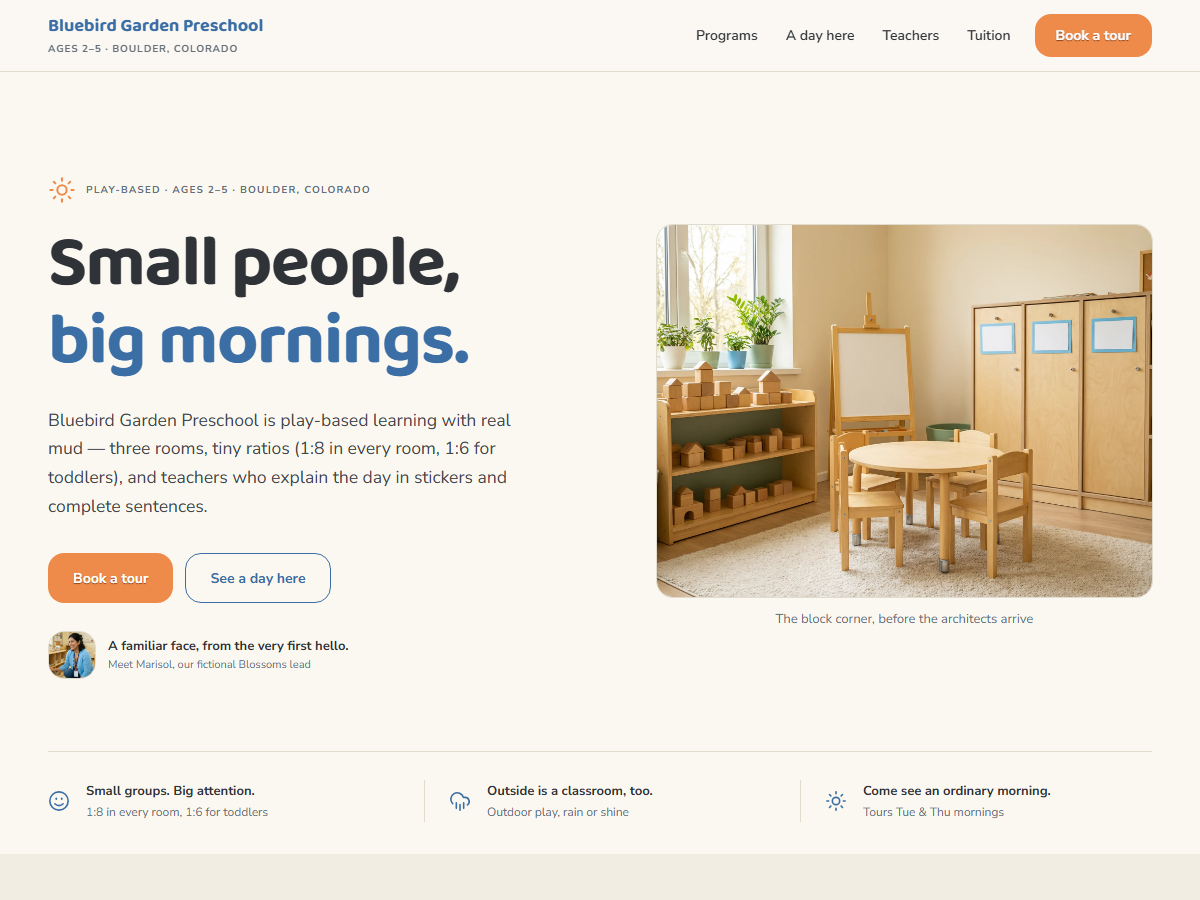 Bluebird Garden Preschool
AGES 2–5 · BOULDER, COLORADO
Programs
A day here
Teachers
Tuition
Book a tour
PLAY-BASED · AGES 2–5 · BOULDER, COLORADO
Small people,
big mornings.
Bluebird Garden Preschool is play-based learning with real
mud — three rooms, tiny ratios (1:8 in every room, 1:6 for
toddlers), and teachers who explain the day in stickers and
complete sentences.
Book a tour
See a day here
A familiar face, from the very first hello.
Meet Marisol, our fictional Blossoms lead
The block corner, before the architects arrive
Small groups. Big attention.
1:8 in every room, 1:6 for toddlers
Outside is a classroom, too.
Outdoor play, rain or shine
Come see an ordinary morning.
Tours Tue & Thu mornings